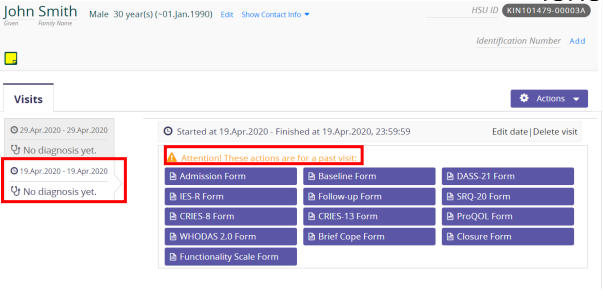 John Smith Male 30 year(s) (~01.Jan.1990) Edit Show Contact Info
Given Family Name
HSU ID KIN101479-00003A
Identification Number Add
Visits
Actions
29.Apr.2020 - 29.Apr.2020
No diagnosis yet.
19.Apr.2020 - 19.Apr.2020
No diagnosis yet.
Started at 19.Apr.2020 - Finished at 19.Apr.2020, 23:59:59 Edit date|Delete visit
Attention! These actions are for a past visit:
Admission Form Baseline Form DASS-21 Form
IES-R Form Follow-up Form SRQ-20 Form
CRIES-8 Form CRIES-13 Form ProQOL Form
WHODAS 2.0 Form Brief Cope Form Closure Form
Functionality Scale Form